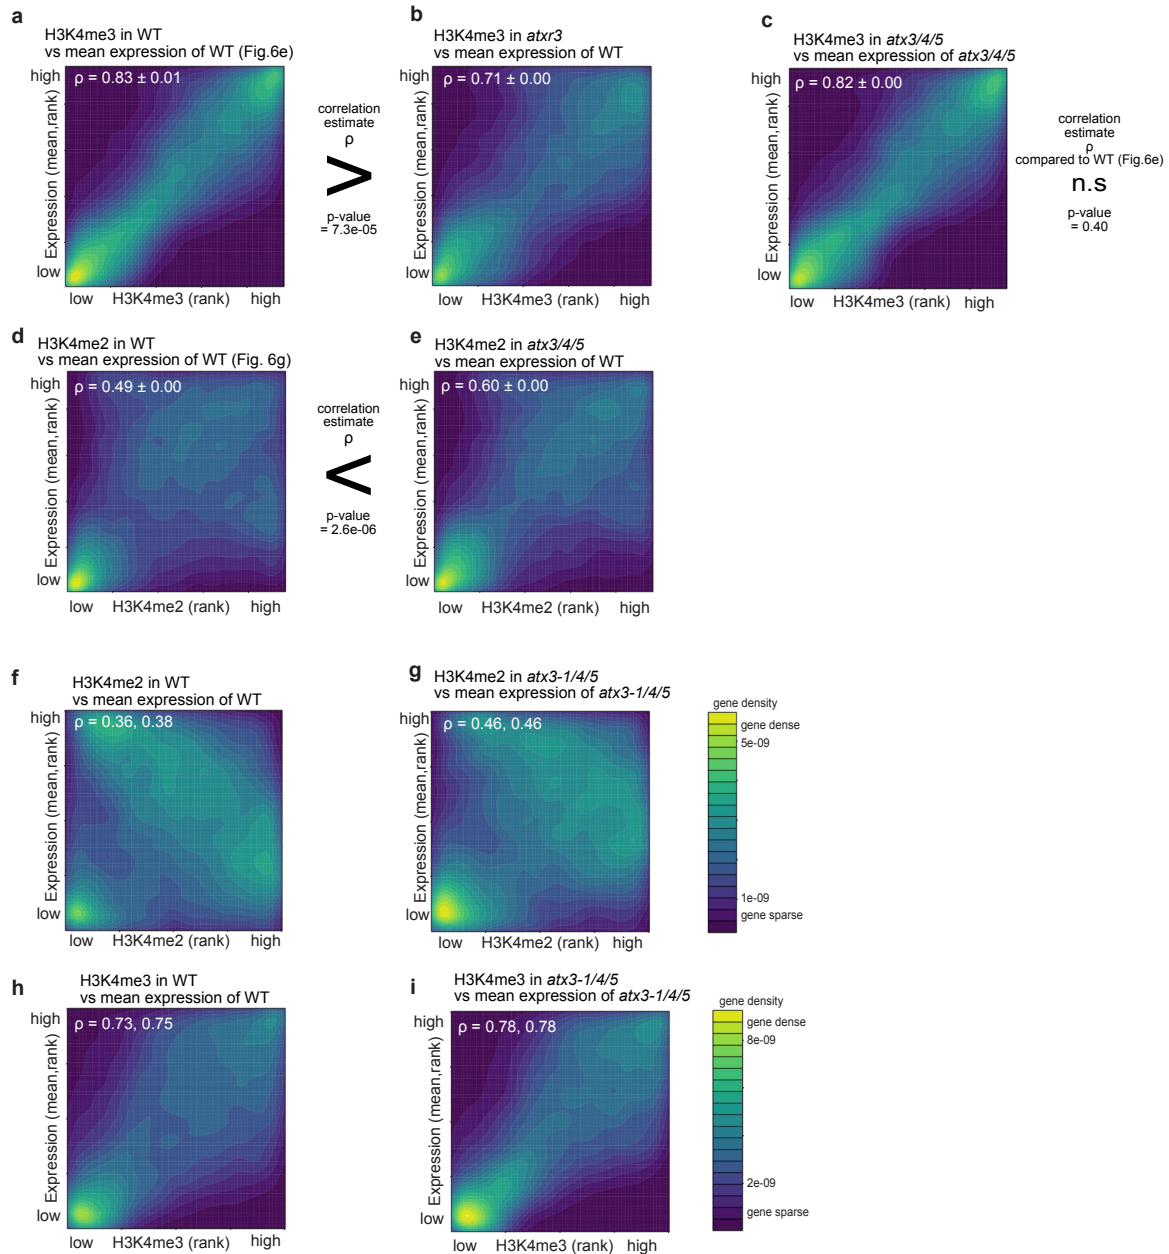 a
H3K4me3 in WT
vs mean expression of WT (Fig.6e)
high
ρ = 0.83 ± 0.01
Expression (mean,rank)
low
low H3K4me3 (rank) high
correlation
estimate
ρ
>
p-value
= 7.3e-05
b
H3K4me3 in atxr3
vs mean expression of WT
high
ρ = 0.71 ± 0.00
Expression (mean,rank)
low
low H3K4me3 (rank) high
c
H3K4me3 in atx3/4/5
vs mean expression of atx3/4/5
high
ρ = 0.82 ± 0.00
Expression (mean,rank)
low
low H3K4me3 (rank) high
correlation
estimate
ρ
compared to WT (Fig.6e)
n.s
p-value
= 0.40
d
H3K4me2 in WT
vs mean expression of WT (Fig. 6g)
high
ρ = 0.49 ± 0.00
Expression (mean,rank)
low
low H3K4me2 (rank) high
correlation
estimate
ρ
<
p-value
= 2.6e-06
e
H3K4me2 in atx3/4/5
vs mean expression of WT
high
ρ = 0.60 ± 0.00
Expression (mean,rank)
low
low H3K4me2 (rank) high
f
H3K4me2 in WT
vs mean expression of WT
high
ρ = 0.36, 0.38
Expression (mean,rank)
low
low H3K4me2 (rank) high
g
H3K4me2 in atx3-1/4/5
vs mean expression of atx3-1/4/5
high
ρ = 0.46, 0.46
Expression (mean,rank)
low
low H3K4me2 (rank) high
gene density
gene dense
5e-09
1e-09
gene sparse
h
H3K4me3 in WT
vs mean expression of WT
high
ρ = 0.73, 0.75
Expression (mean,rank)
low
low H3K4me3 (rank) high
i
H3K4me3 in atx3-1/4/5
vs mean expression of atx3-1/4/5
high
ρ = 0.78, 0.78
Expression (mean,rank)
low
low H3K4me3 (rank) high
gene density
gene dense
8e-09
2e-09
gene sparse